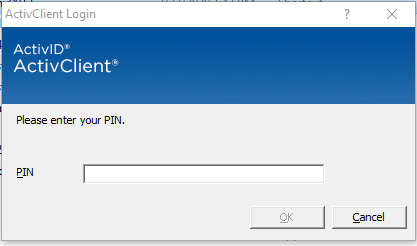 ActivClient Login
ActivID®
ActivClient®
Please enter your PIN.
PIN
OK Cancel